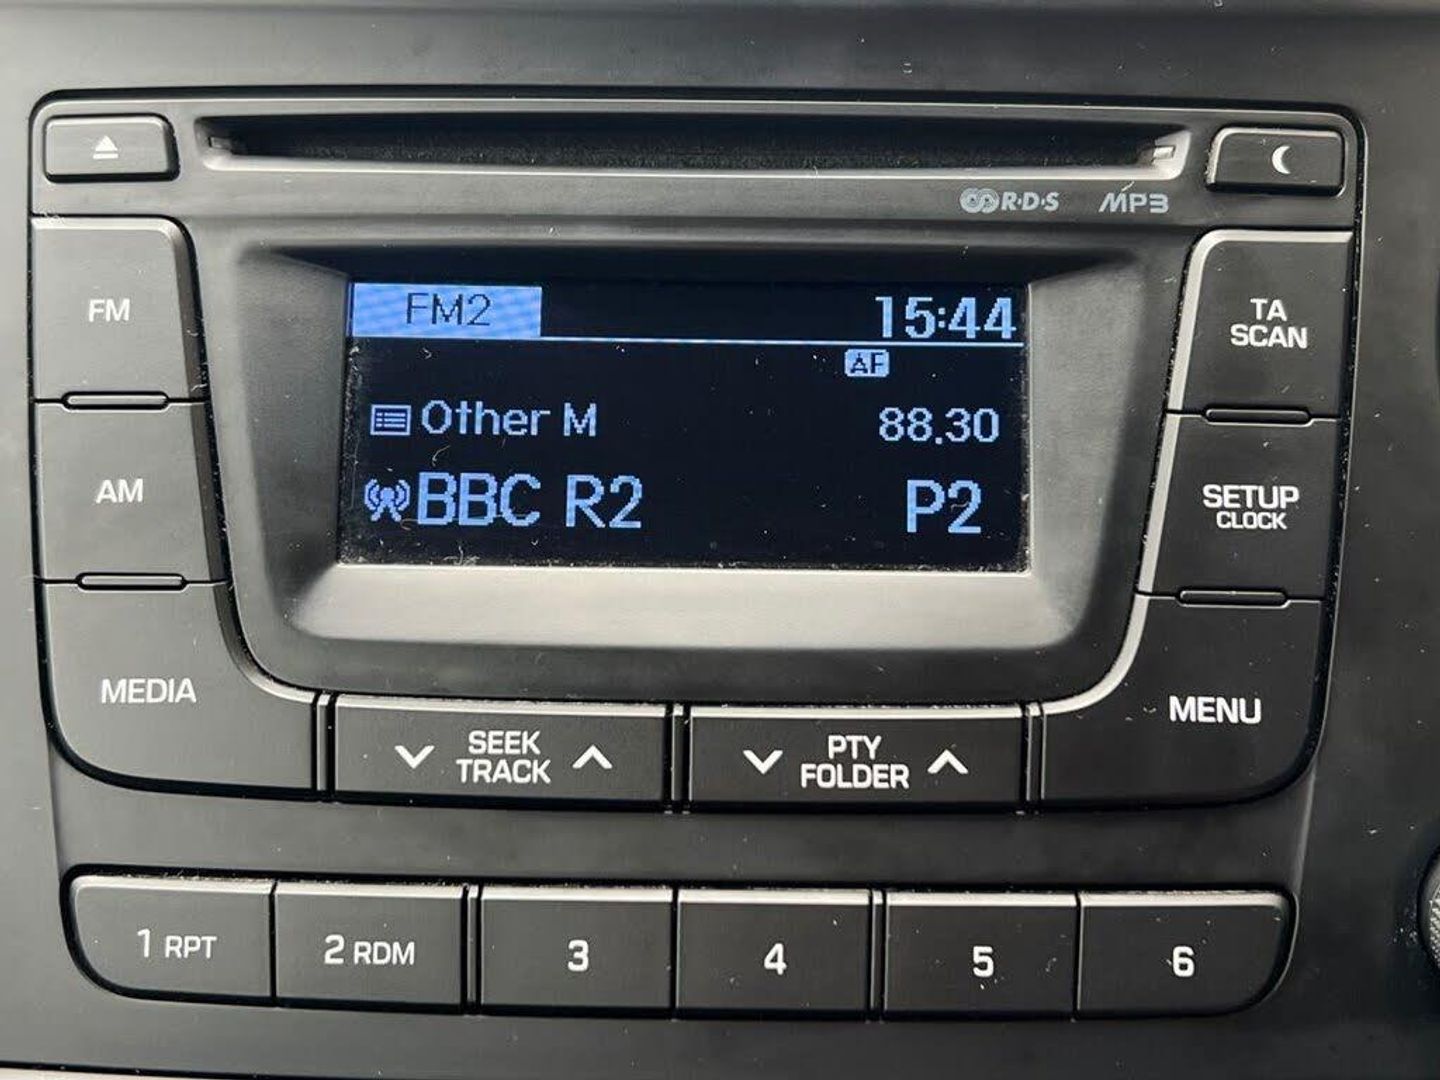 R·D·S MP3
FM2 15:44
AF
Other M 88.30
BBC R2 P2
FM
AM
MEDIA
TA
SCAN
SETUP
CLOCK
MENU
SEEK
TRACK
PTY
FOLDER
1 RPT
2 RDM
3
4
5
6